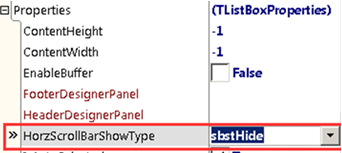 Properties (TListBoxProperties)
ContentHeight -1
ContentWidth -1
EnableBuffer False
FooterDesignerPanel
HeaderDesignerPanel
» HorzScrollBarShowType sbstHide